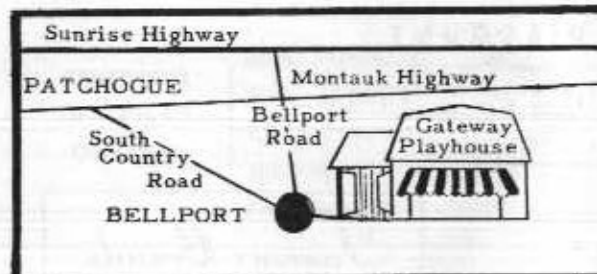 Sunrise Highway
PATCHOGUE
Montauk Highway
Bellport
Road
South
Country
Road
Gateway
Playhouse
BELLPORT